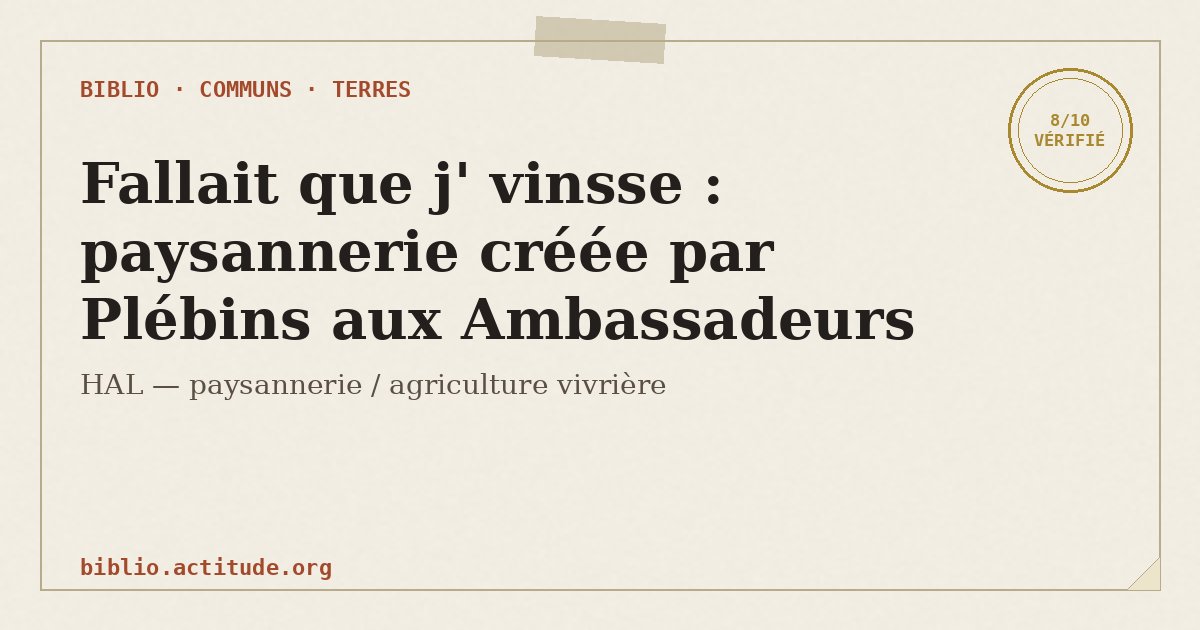 BIBLIO · COMMUNS · TERRES
8/10
VÉRIFIÉ
Fallait que j' vinsse :
paysannerie créée par
Plébins aux Ambassadeurs
HAL — paysannerie / agriculture vivrière
biblio.actitude.org